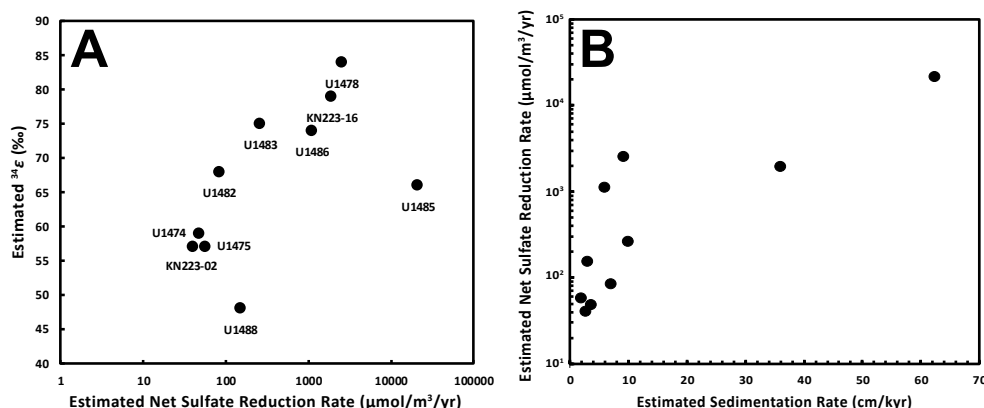 A
Estimated ³⁴ε (‰)
90
85
80
75
70
65
60
55
50
45
40
U1478
KN223-16
U1483
U1486
U1482
U1485
U1474
U1475
KN223-02
U1488
1 10 100 1000 10000 100000
Estimated Net Sulfate Reduction Rate (µmol/m³/yr)
B
Estimated Net Sulfate Reduction Rate (µmol/m³/yr)
10⁵
10⁴
10³
10²
10¹
0 10 20 30 40 50 60 70
Estimated Sedimentation Rate (cm/kyr)